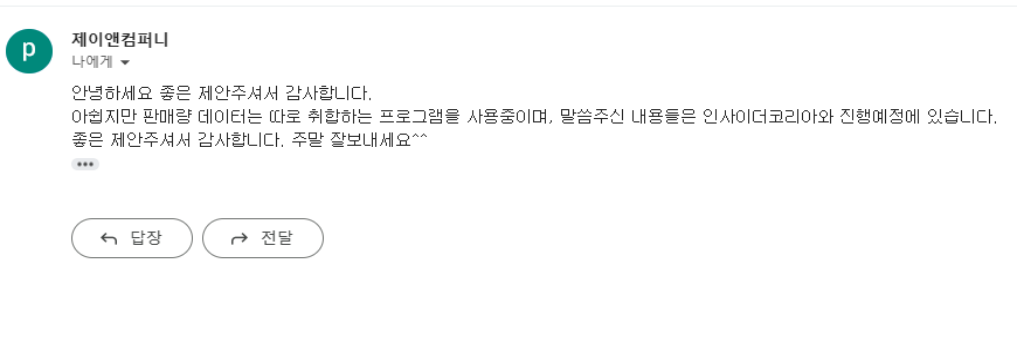 p
제이앤컴퍼니
나에게
안녕하세요 좋은 제안주셔서 감사합니다.
아쉽지만 판매량 데이터는 따로 취합하는 프로그램을 사용중이며, 말씀주신 내용들은 인사이더코리아와 진행예정에 있습니다.
좋은 제안주셔서 감사합니다. 주말 잘보내세요^^
답장 전달